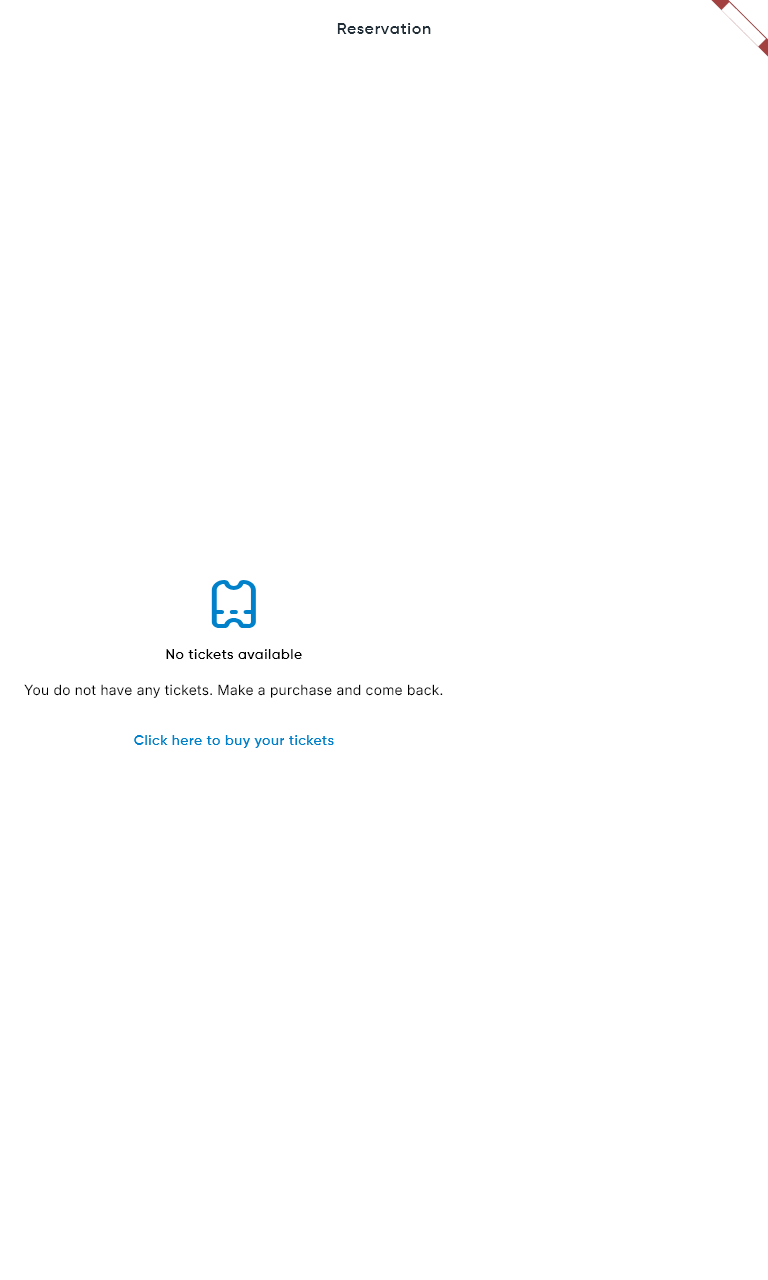 Reservation
No tickets available
You do not have any tickets. Make a purchase and come back.
Click here to buy your tickets